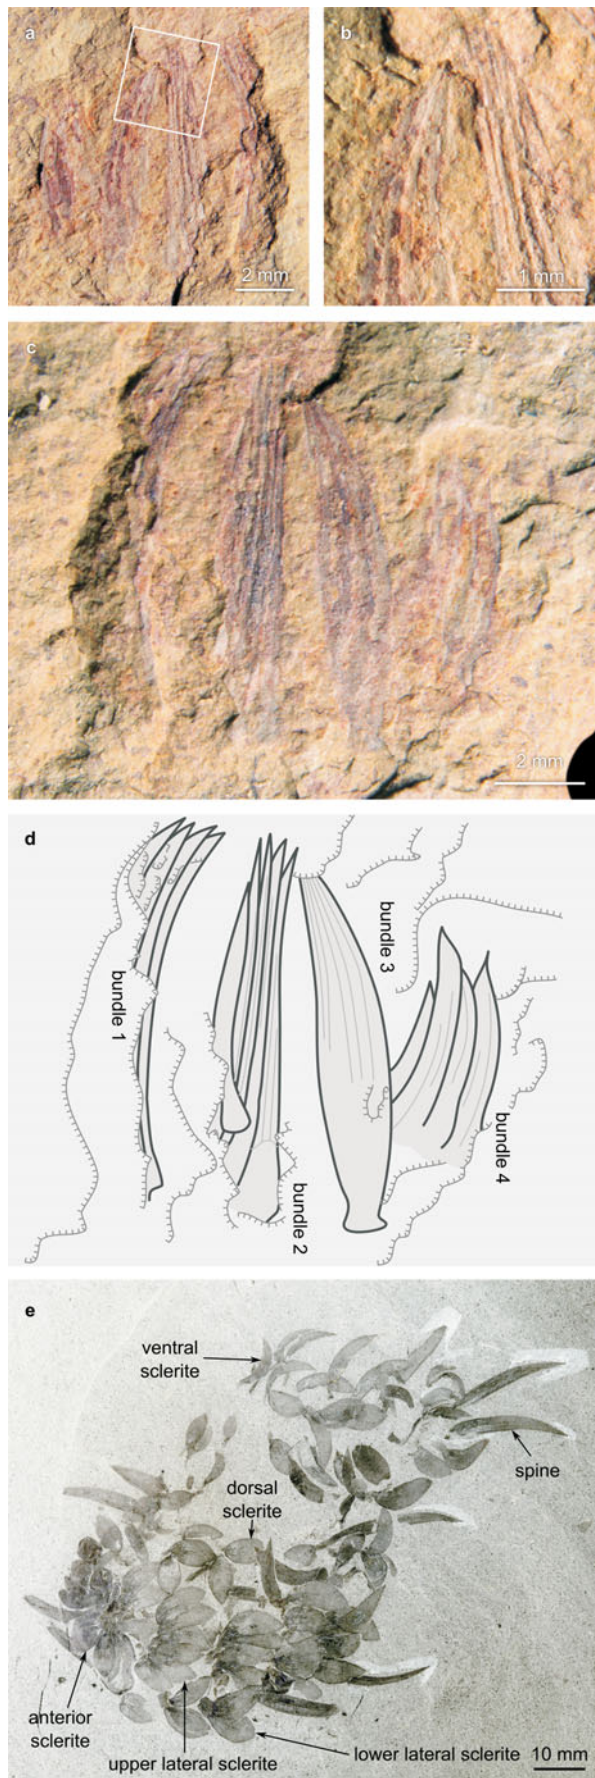 a
b
2 mm
1 mm
c
2 mm
d
bundle 1
bundle 2
bundle 3
bundle 4
e
ventral
sclerite
spine
dorsal
sclerite
anterior
sclerite
upper lateral sclerite
lower lateral sclerite
10 mm